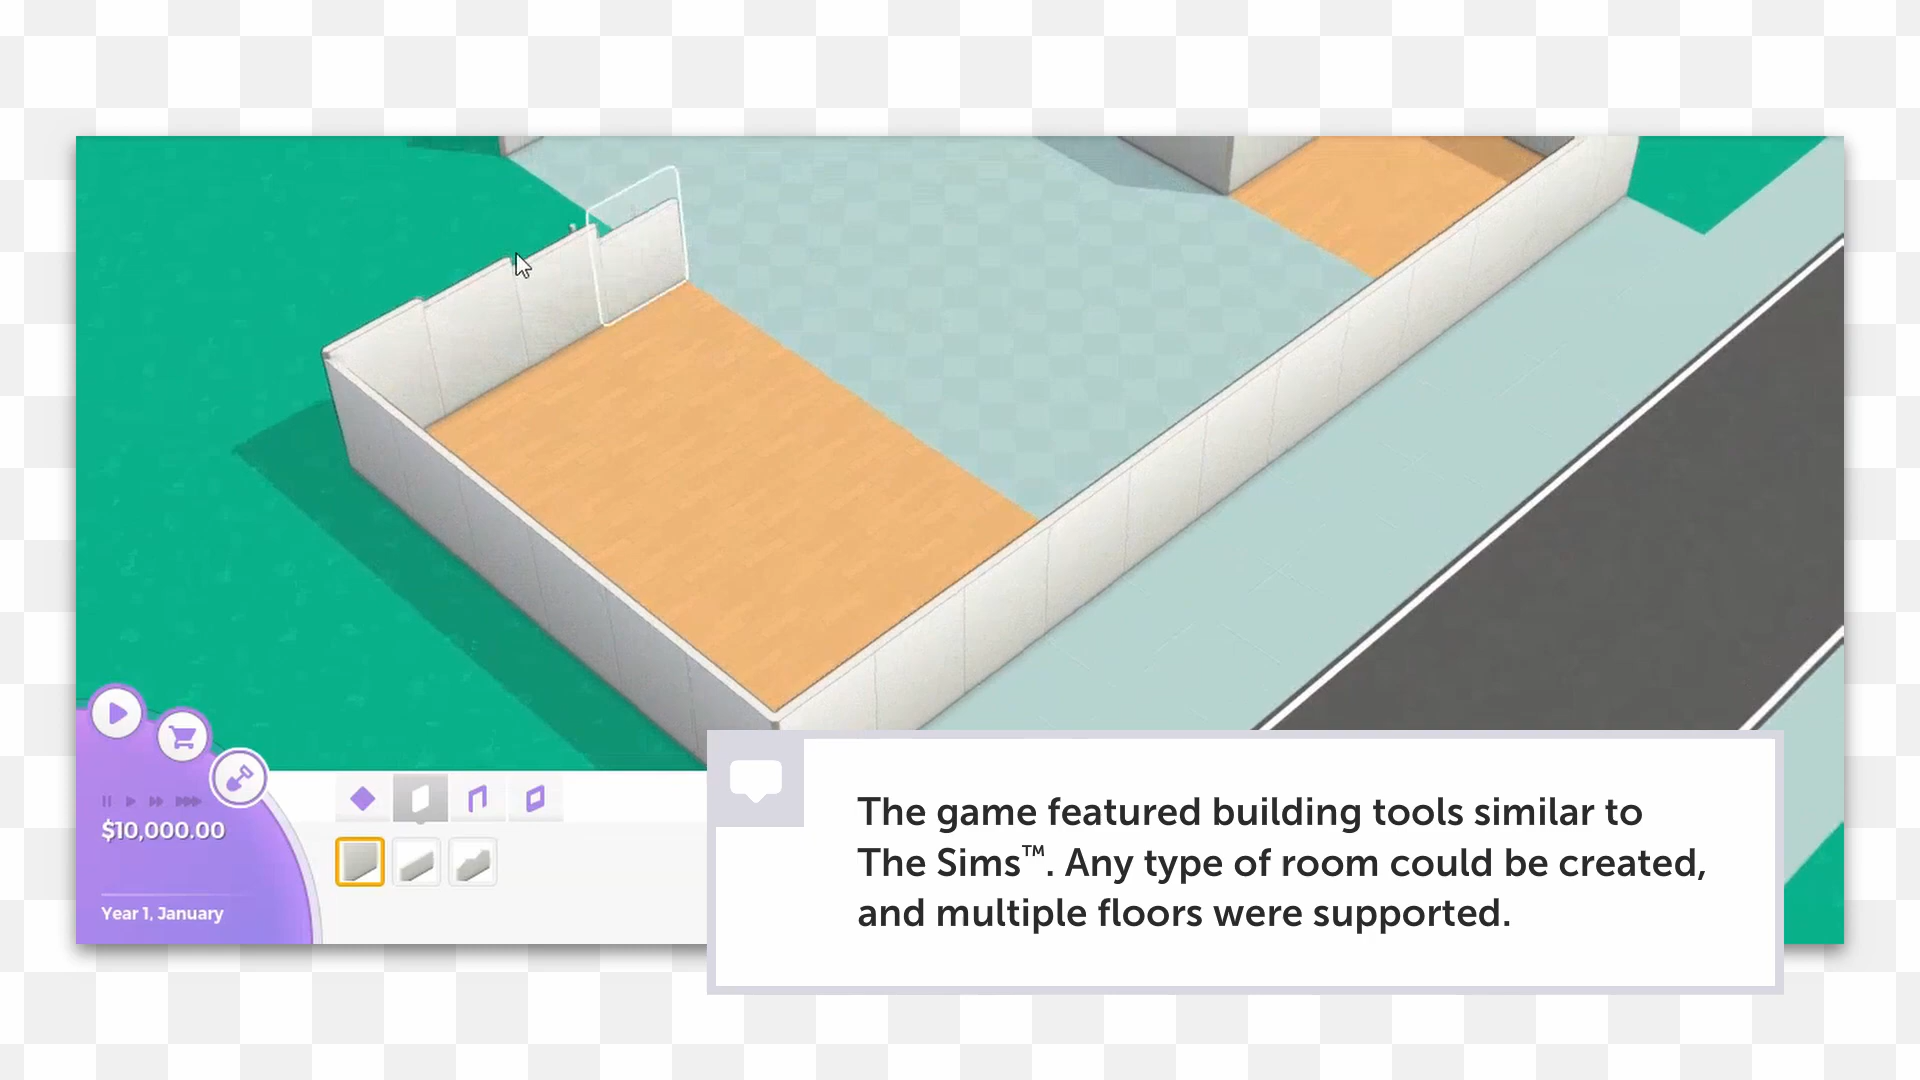 $10,000.00
Year 1, January
The game featured building tools similar to
The Sims™. Any type of room could be created,
and multiple floors were supported.